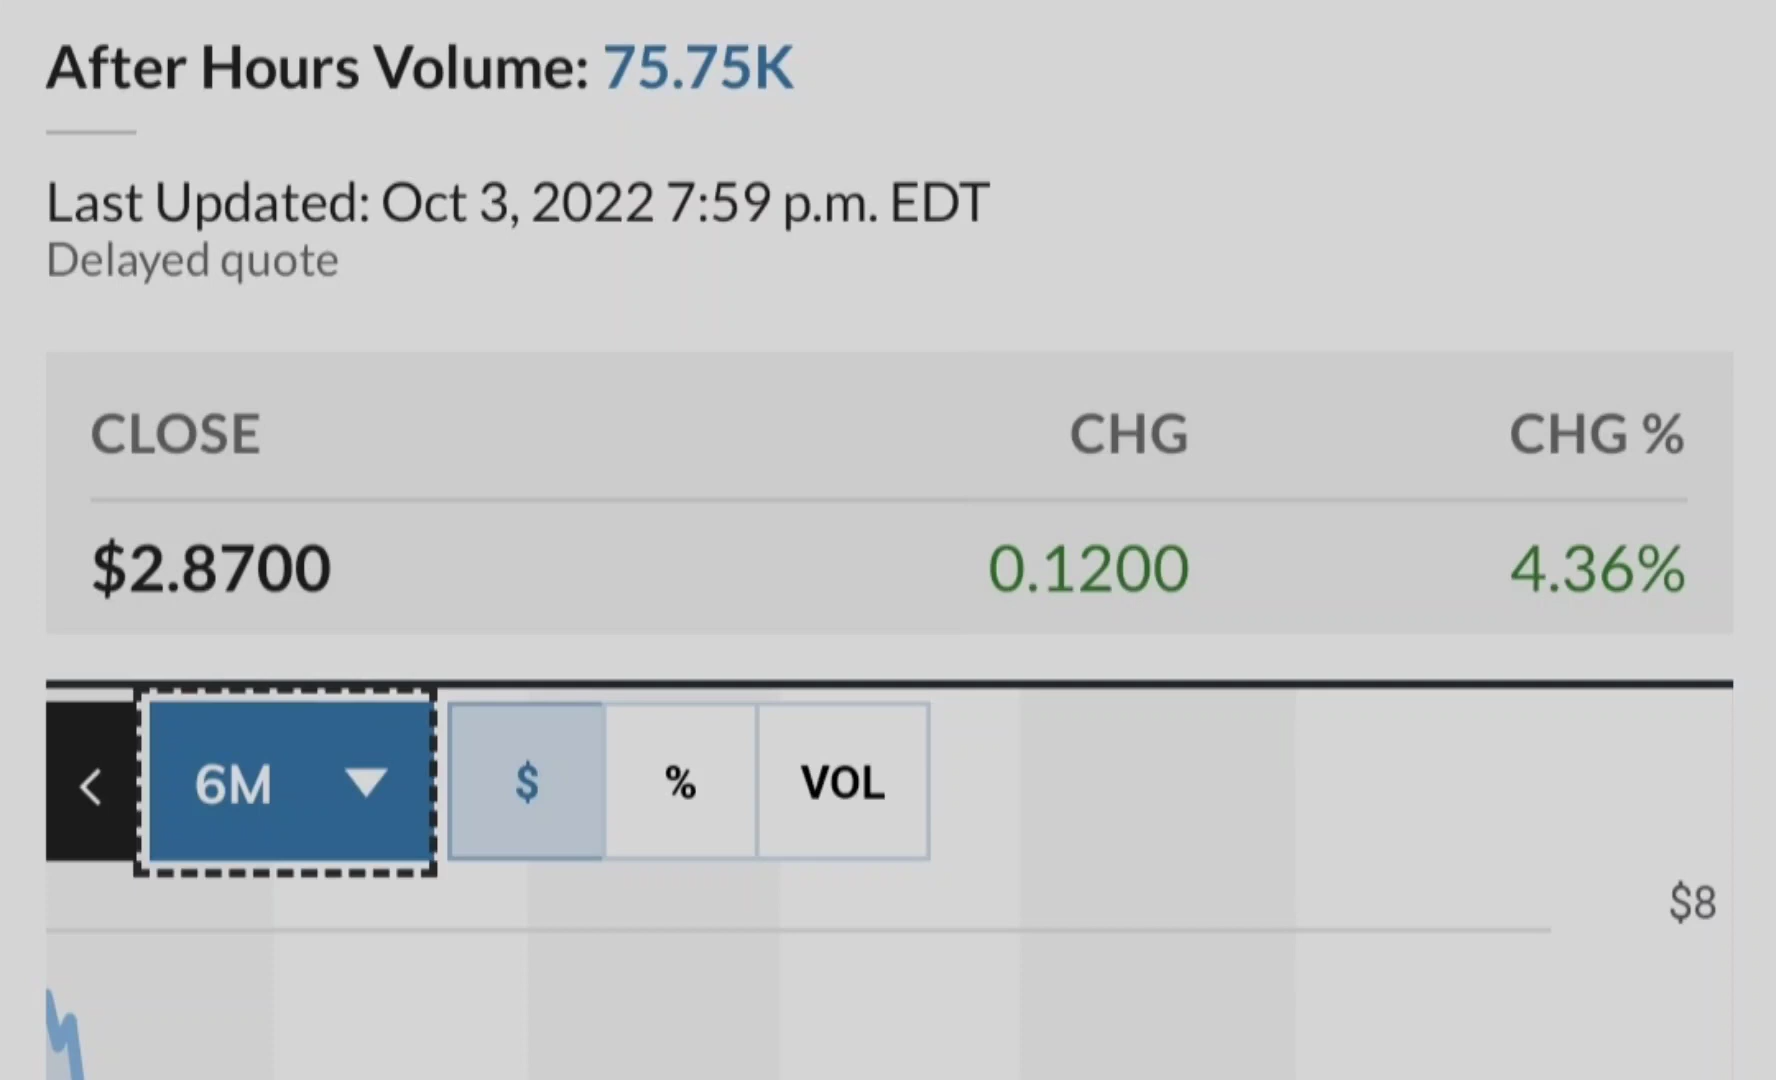 After Hours Volume: 75.75K
Last Updated: Oct 3, 2022 7:59 p.m. EDT
Delayed quote
CLOSE CHG CHG %
$2.8700 0.1200 4.36%
6M $ % VOL
$8